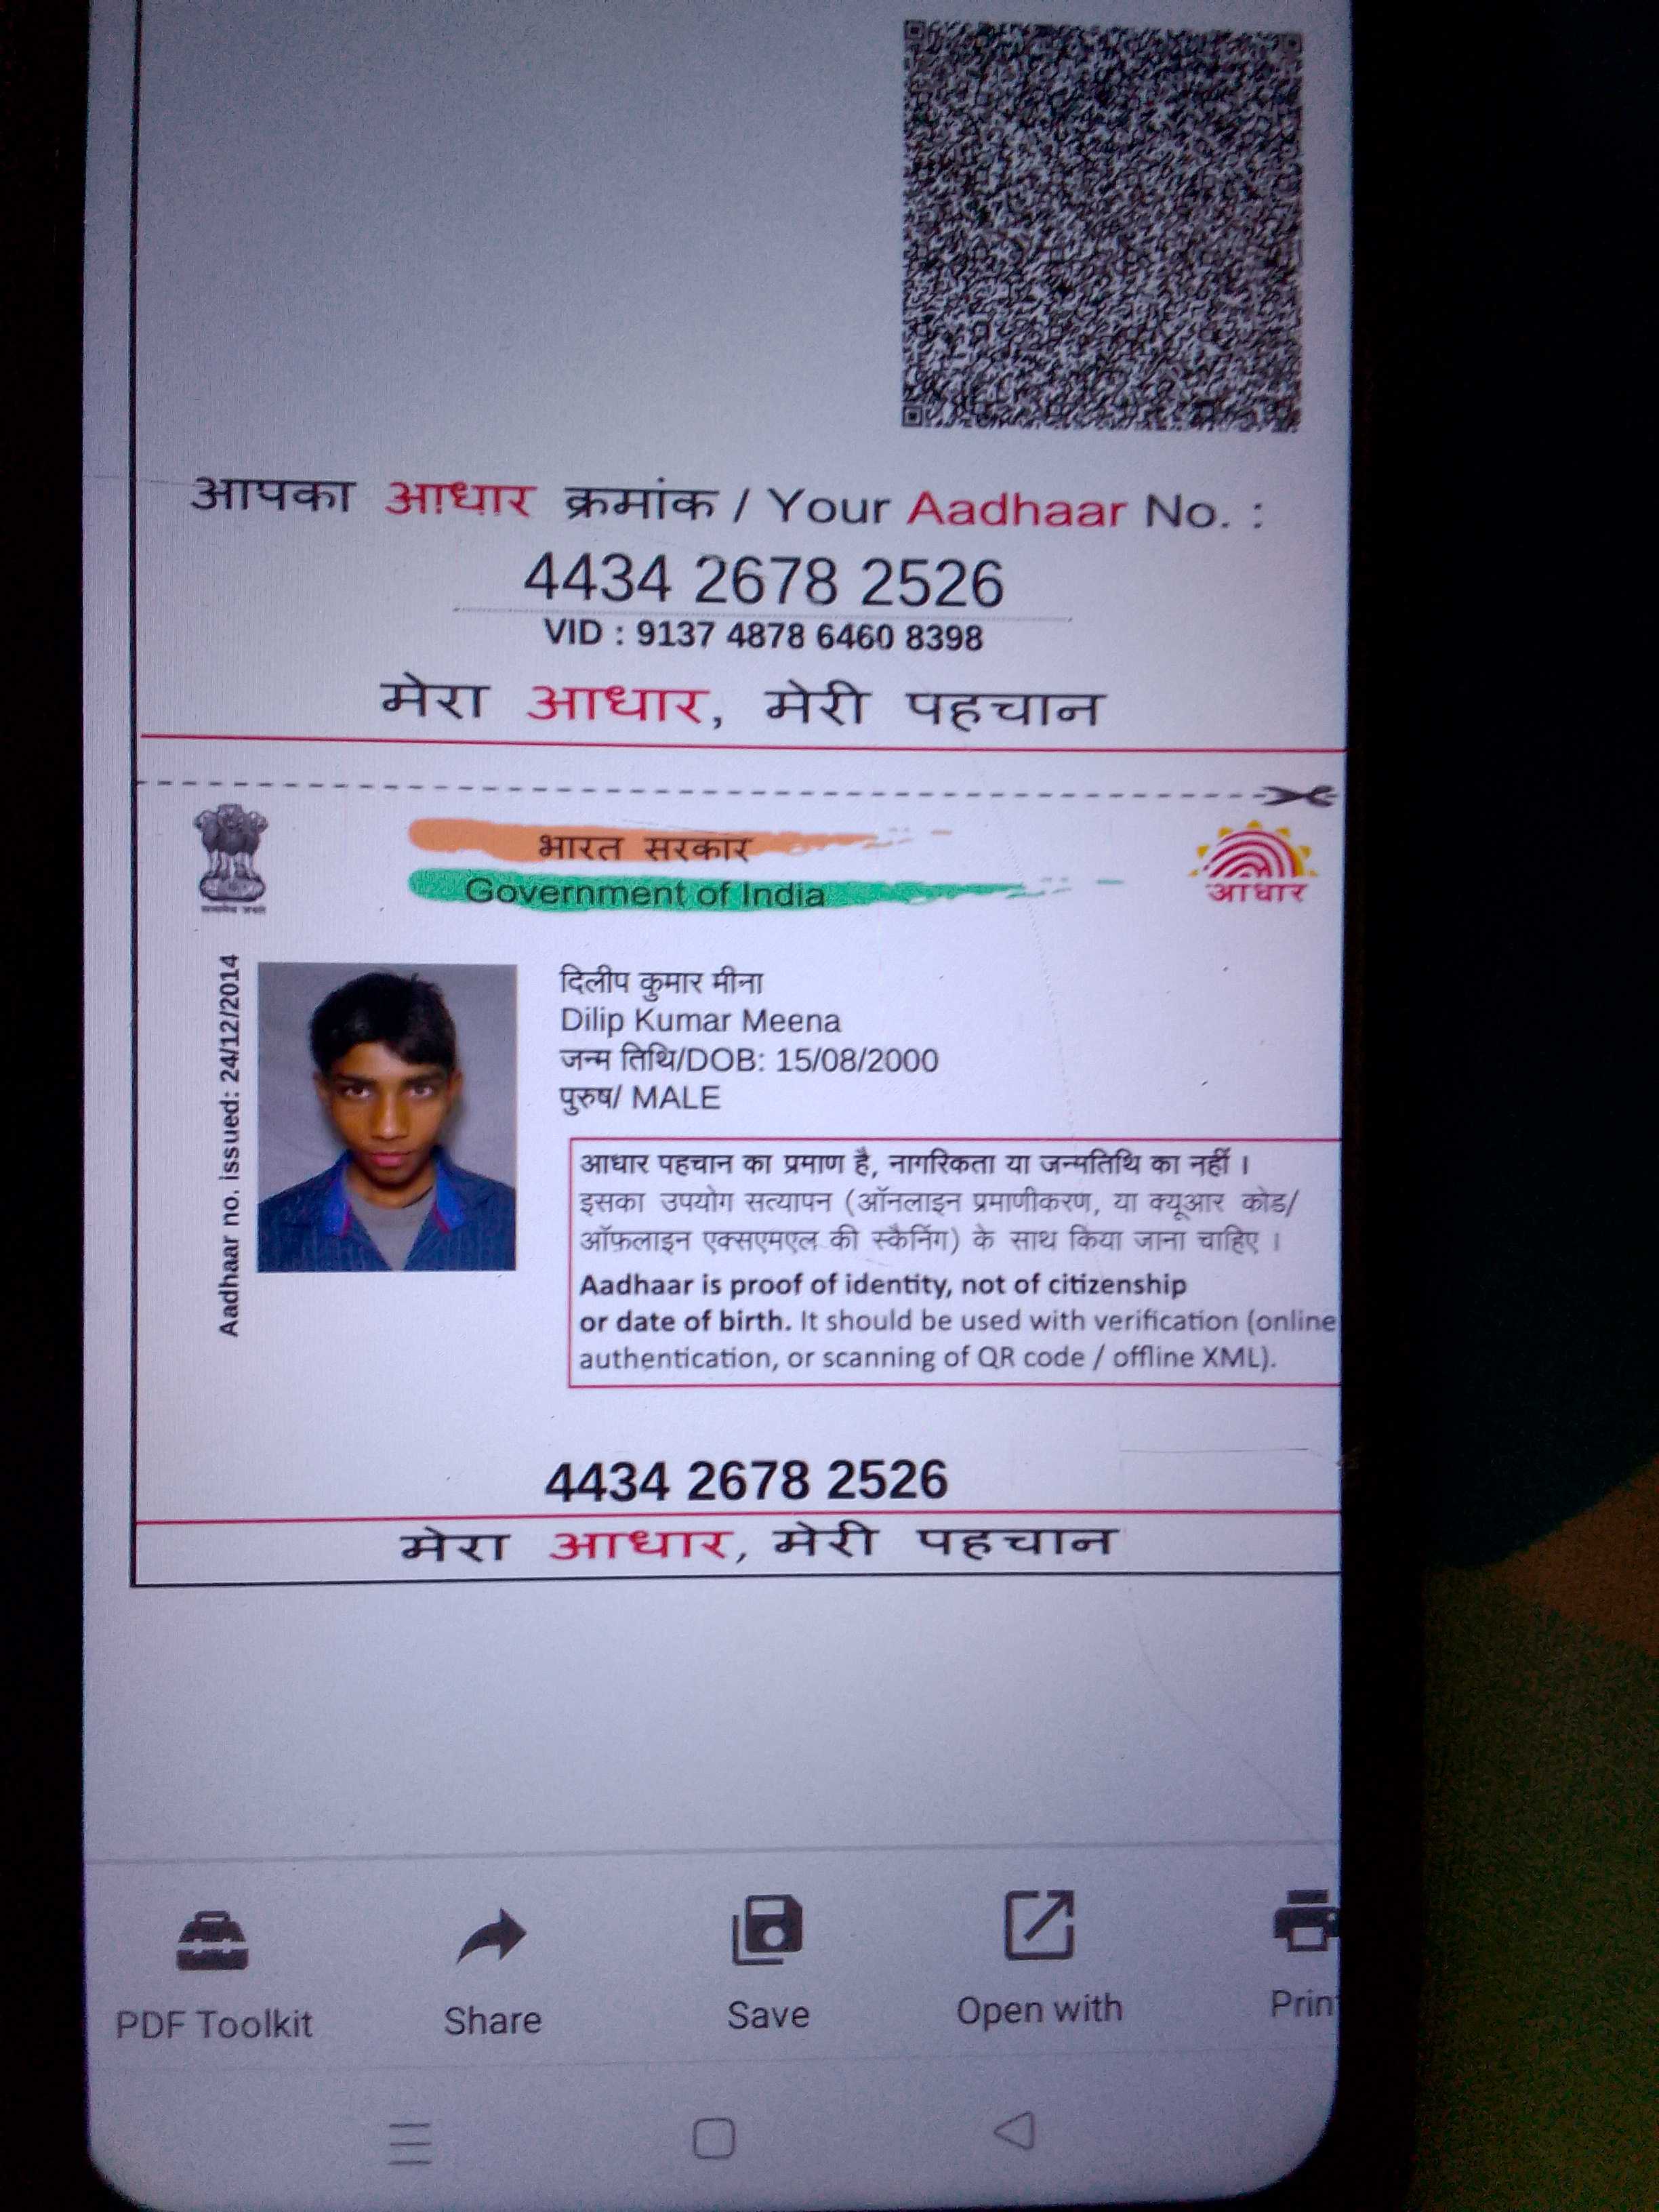 आपका आधार क्रमांक / Your Aadhaar No. :
4434 2678 2526
VID : 9137 4878 6460 8398
मेरा आधार, मेरी पहचान
भारत सरकार
Government of India
आधार
Aadhaar no. issued: 24/12/2014
दिलीप कुमार मीना
Dilip Kumar Meena
जन्म तिथि/DOB: 15/08/2000
पुरुष/ MALE
आधार पहचान का प्रमाण है, नागरिकता या जन्मतिथि का नहीं ।
इसका उपयोग सत्यापन (ऑनलाइन प्रमाणीकरण, या क्यूआर कोड/
ऑफ़लाइन एक्सएमएल की स्कैनिंग) के साथ किया जाना चाहिए ।
Aadhaar is proof of identity, not of citizenship
or date of birth. It should be used with verification (online
authentication, or scanning of QR code / offline XML).
4434 2678 2526
मेरा आधार, मेरी पहचान
PDF Toolkit
Share
Save
Open with
Prin